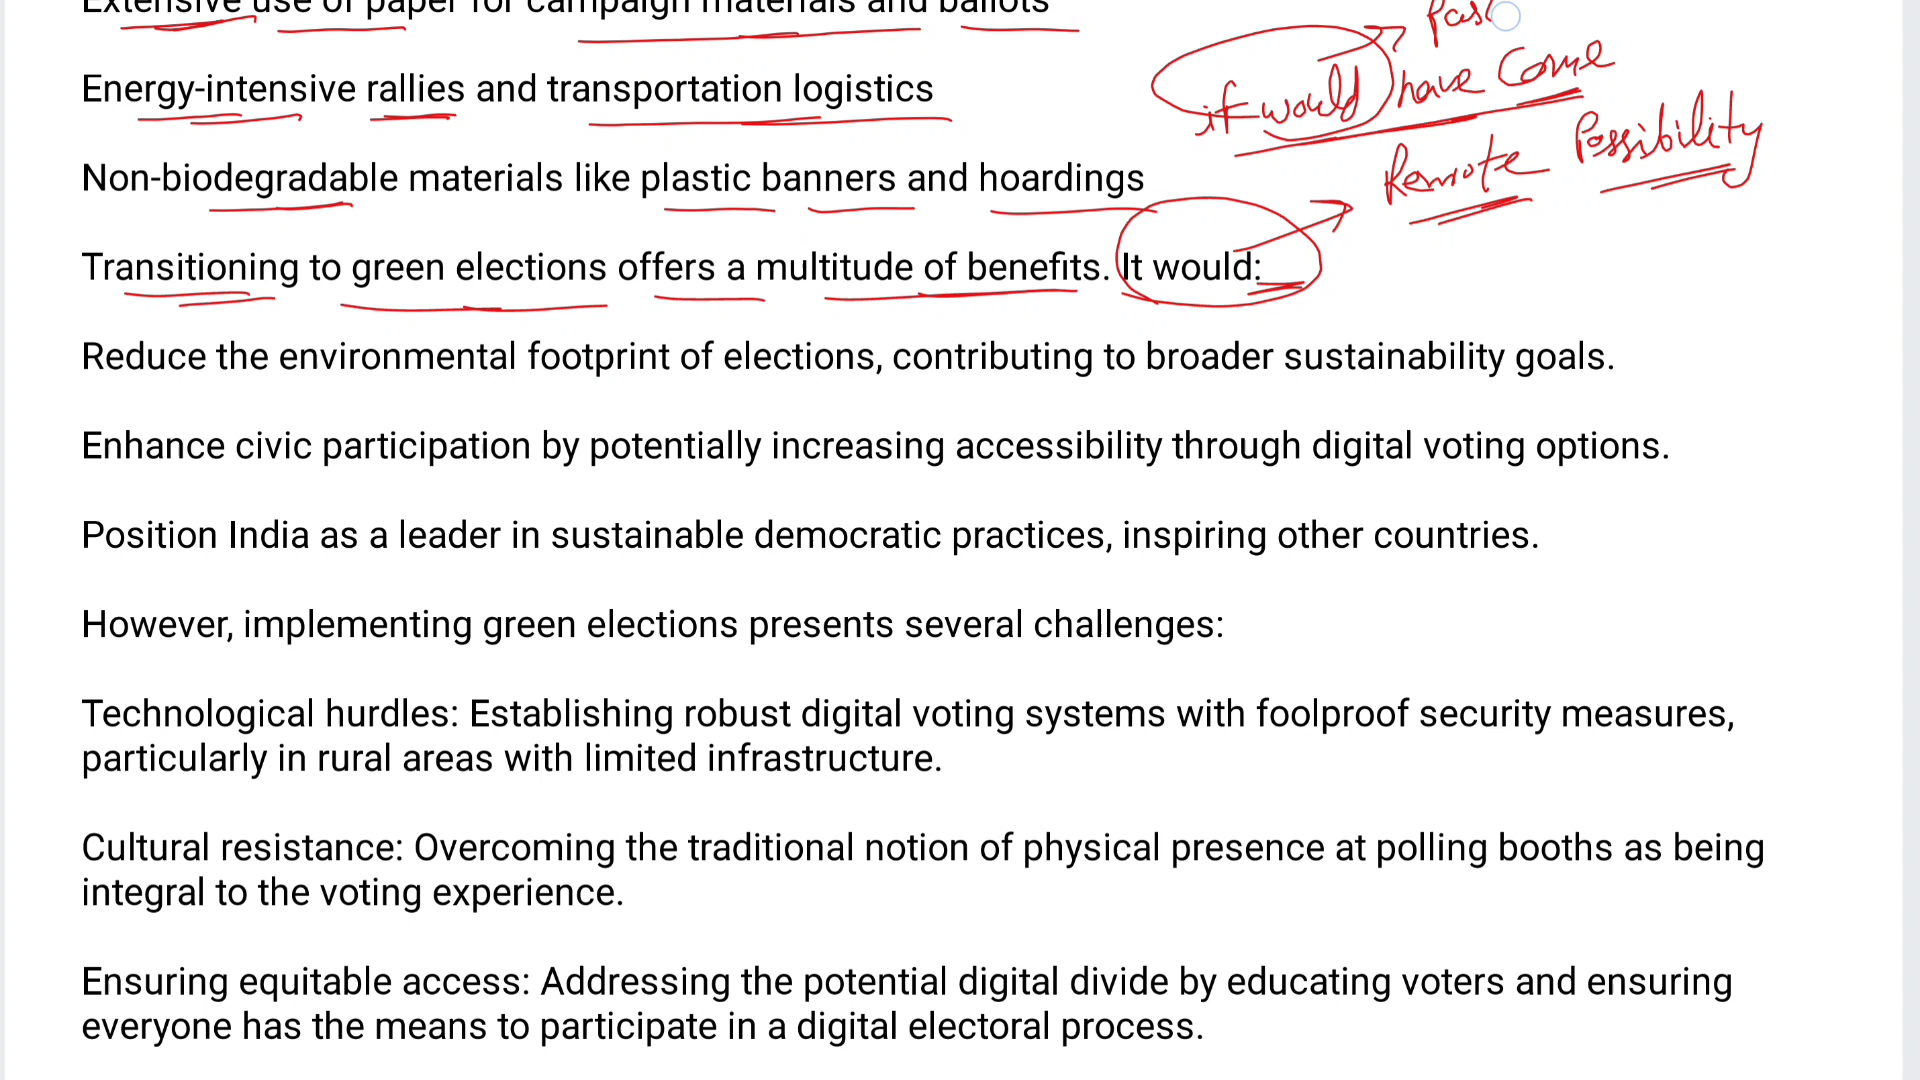 Extensive use of paper for campaign materials and ballots
Pas
if would have come
Energy-intensive rallies and transportation logistics
Remote Possibility
Non-biodegradable materials like plastic banners and hoardings
Transitioning to green elections offers a multitude of benefits. It would:
Reduce the environmental footprint of elections, contributing to broader sustainability goals.
Enhance civic participation by potentially increasing accessibility through digital voting options.
Position India as a leader in sustainable democratic practices, inspiring other countries.
However, implementing green elections presents several challenges:
Technological hurdles: Establishing robust digital voting systems with foolproof security measures,
particularly in rural areas with limited infrastructure.
Cultural resistance: Overcoming the traditional notion of physical presence at polling booths as being
integral to the voting experience.
Ensuring equitable access: Addressing the potential digital divide by educating voters and ensuring
everyone has the means to participate in a digital electoral process.